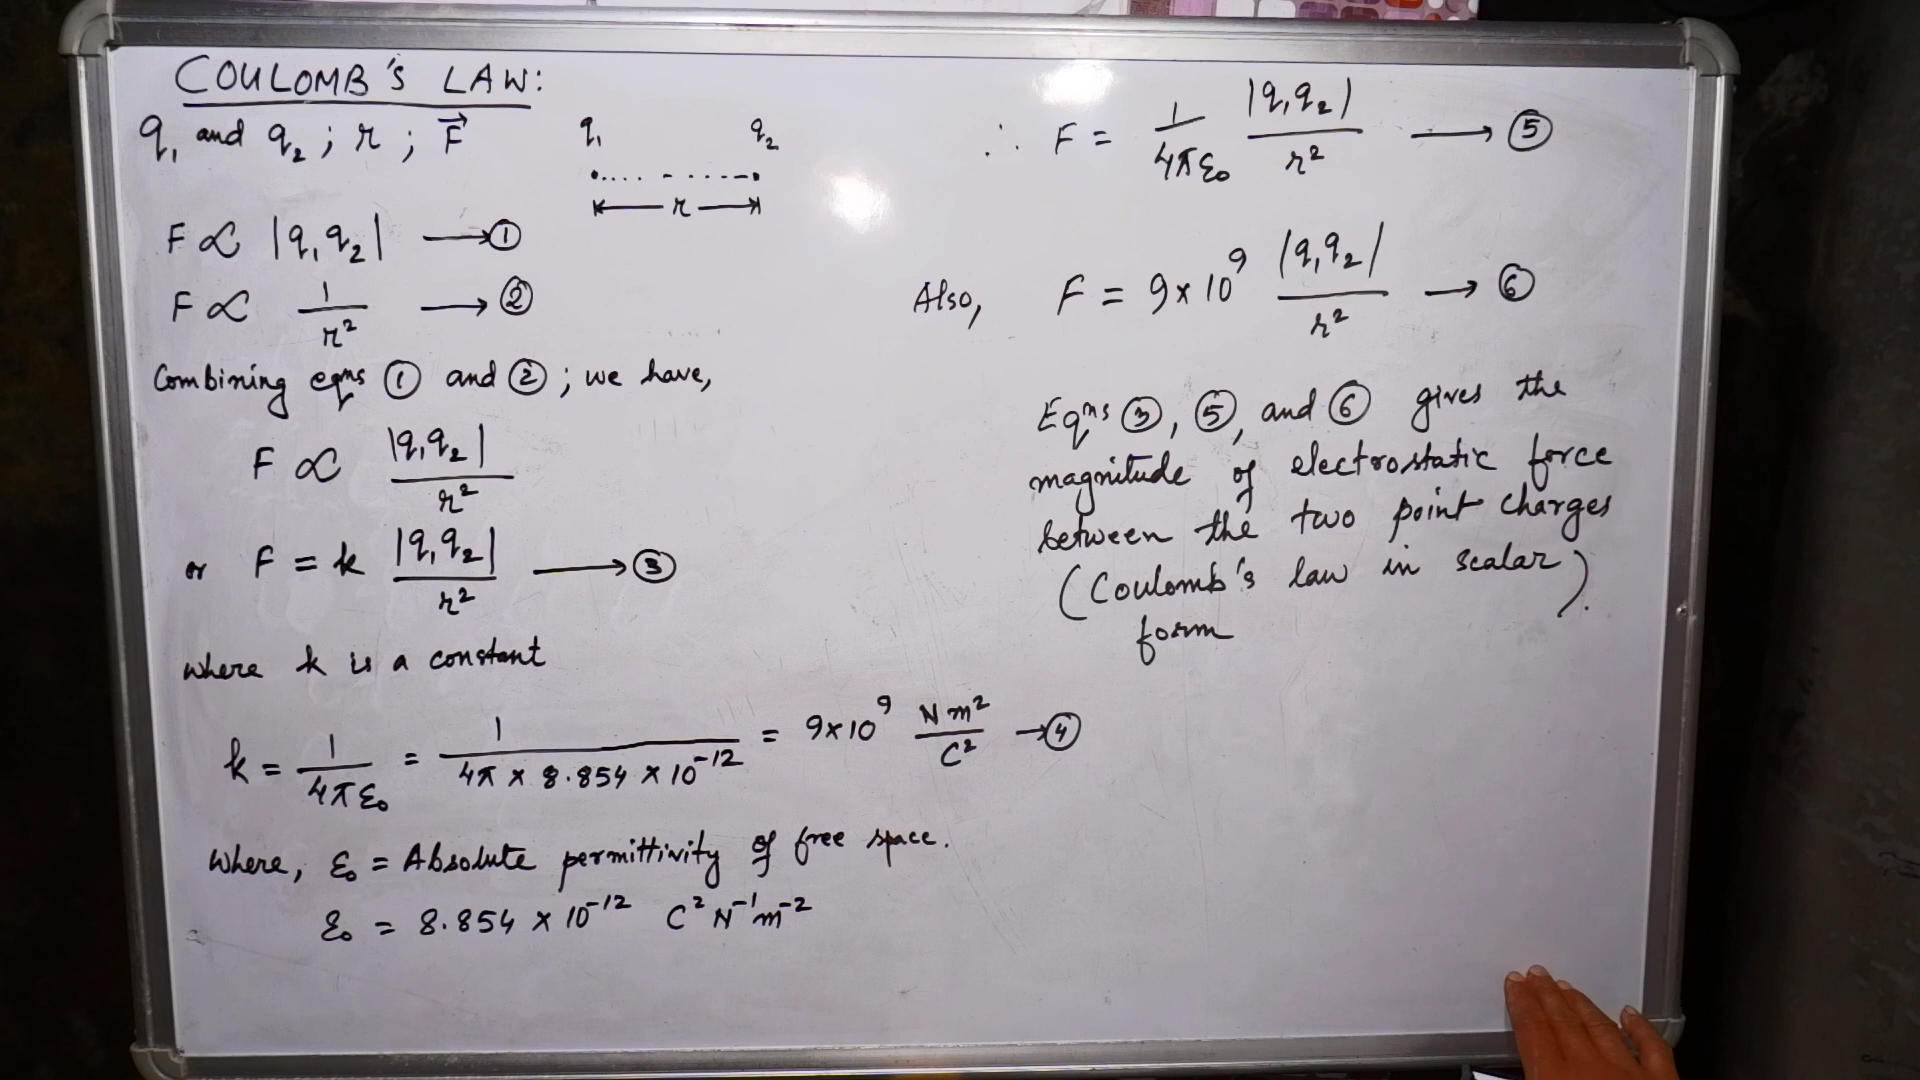 COULOMB'S LAW:
q₁ and q₂ ; r ; F⃗
q₁ q₂
r
F ∝ |q₁q₂| → ①
F ∝ 1/r² → ②
Combining eqns ① and ② ; we have,
F ∝ |q₁q₂|/r²
or F = k |q₁q₂|/r² → ③
where k is a constant
k = 1/4πε₀ = 1/(4π × 8.854 × 10⁻¹²) = 9×10⁹ Nm²/C² → ④
where, ε₀ = Absolute permittivity of free space.
ε₀ = 8.854 × 10⁻¹² C² N⁻¹ m⁻²
∴ F = 1/4πε₀ |q₁q₂|/r² → ⑤
Also, F = 9×10⁹ |q₁q₂|/r² → ⑥
Eqns ③, ⑤, and ⑥ gives the
magnitude of electrostatic force
between the two point charges
(Coulomb's law in scalar
form).